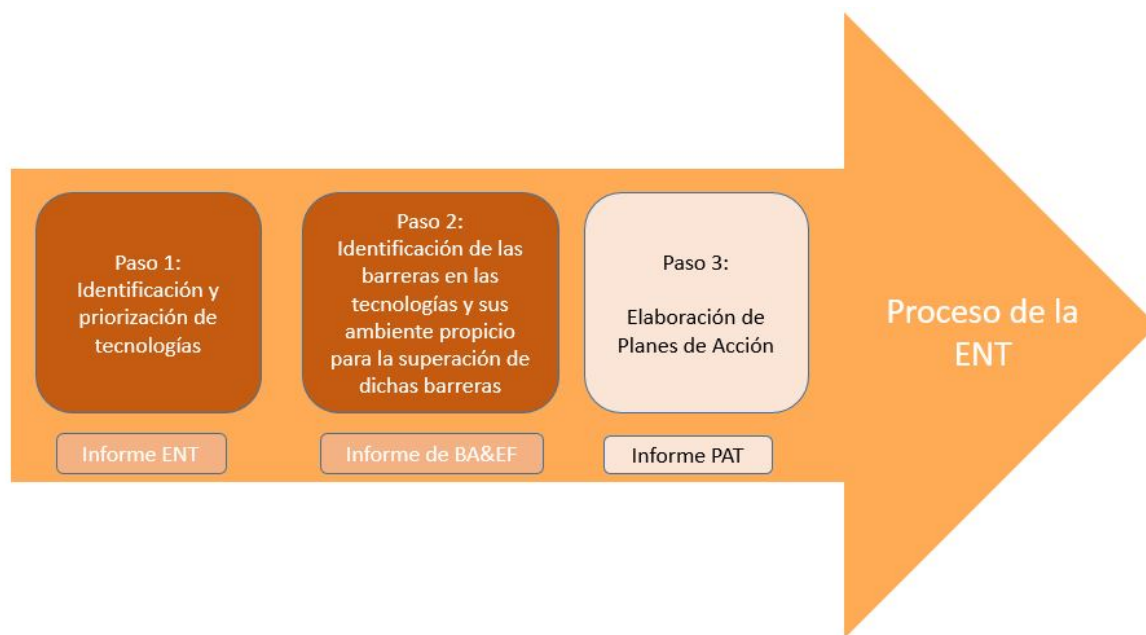 Paso 1:
Identificación y
priorización de
tecnologías
Informe ENT
Paso 2:
Identificación de las
barreras en las
tecnologías y sus
ambiente propicio
para la superación de
dichas barreras
Informe de BA&EF
Paso 3:
Elaboración de
Planes de Acción
Informe PAT
Proceso de la
ENT